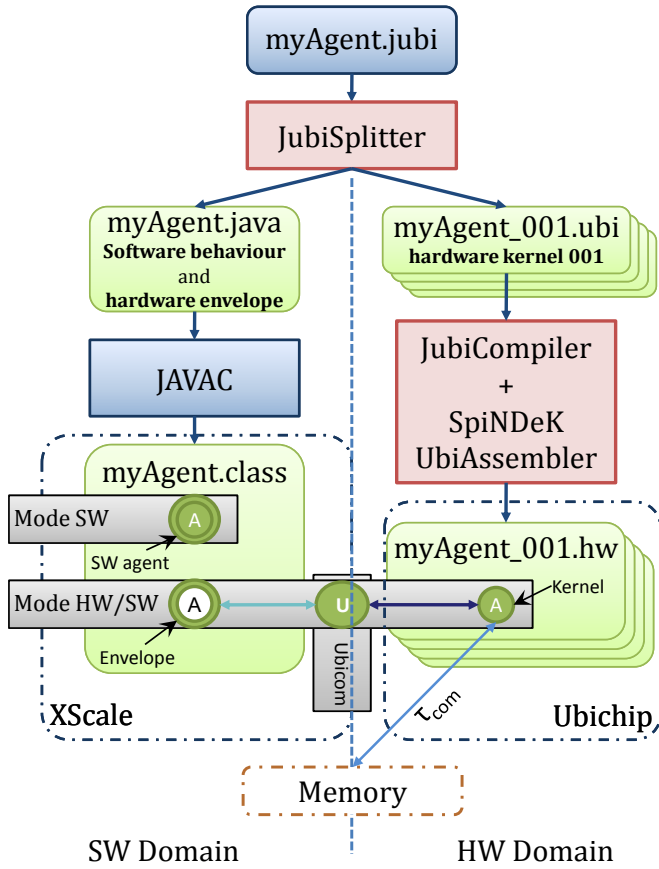 myAgent.jubi
JubiSplitter
myAgent.java
Software behaviour
and
hardware envelope
myAgent_001.ubi
hardware kernel 001
JAVAC
JubiCompiler
+
SpiNDeK
UbiAssembler
myAgent.class
Mode SW
A
SW agent
myAgent_001.hw
Mode HW/SW
A
U
A
Kernel
Envelope
Ubicom
τcom
XScale
Ubichip
Memory
SW Domain
HW Domain